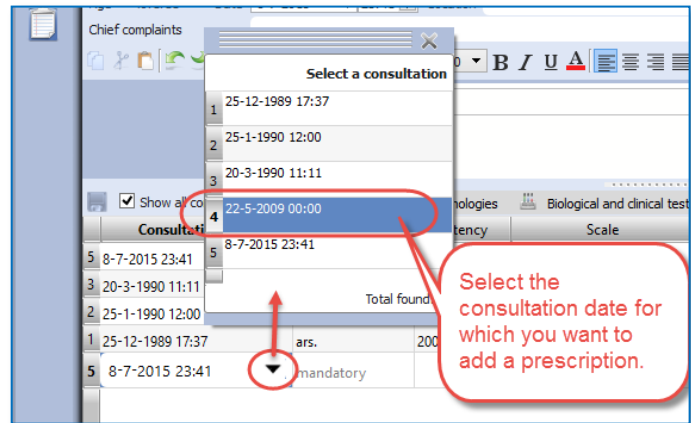 Chief complaints
B I U A
Select a consultation
1 25-12-1989 17:37
2 25-1-1990 12:00
3 20-3-1990 11:11
4 22-5-2009 00:00
5 8-7-2015 23:41
Total found:
Show all co
nologies Biological and clinical test
Consultati tency Scale
5 8-7-2015 23:41
3 20-3-1990 11:11
2 25-1-1990 12:00
1 25-12-1989 17:37 ars. 200
5 8-7-2015 23:41 mandatory
Select the
consultation date for
which you want to
add a prescription.